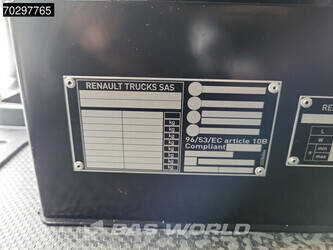 70297765
RENAULT TRUCKS SAS
kg
kg
kg
kg
kg
kg
kg
96/53/EC article 10B
Compliant
RE
L
W
min
max
BAS WORLD